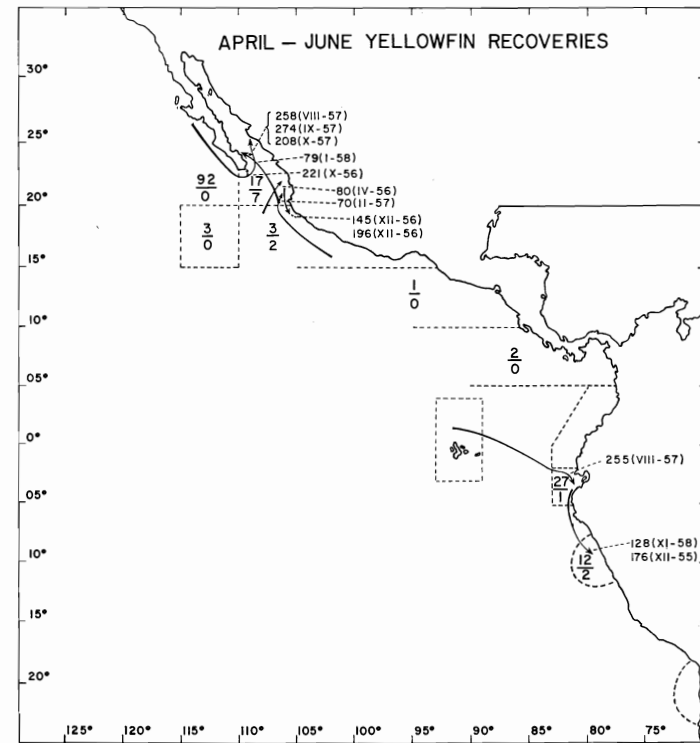 APRIL – JUNE YELLOWFIN RECOVERIES
30°
25°
20°
15°
10°
05°
0°
05°
10°
15°
20°
258(VIII-57)
274(IX-57)
208(X-57)
79(I-58)
221(X-56)
80(IV-56)
70(II-57)
145(XII-56)
196(XII-56)
92
0
17
7
3
0
3
2
1
0
2
0
255(VIII-57)
27
1
128(XI-58)
176(XII-55)
12
2
125° 120° 115° 110° 105° 100° 95° 90° 85° 80° 75°